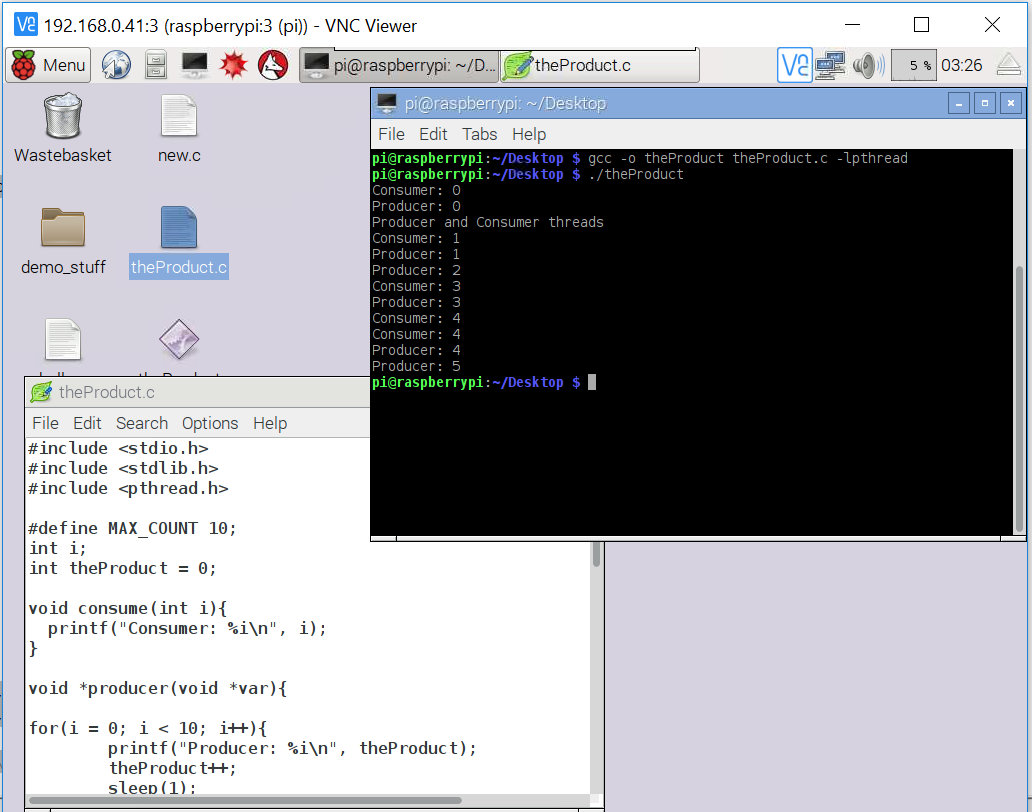 192.168.0.41:3 (raspberrypi:3 (pi)) - VNC Viewer
Menu
pi@raspberrypi: ~/D...
theProduct.c
5 %
03:26
Wastebasket
new.c
demo_stuff
theProduct.c
pi@raspberrypi: ~/Desktop
File Edit Tabs Help
pi@raspberrypi:~/Desktop $ gcc -o theProduct theProduct.c -lpthread
pi@raspberrypi:~/Desktop $ ./theProduct
Consumer: 0
Producer: 0
Producer and Consumer threads
Consumer: 1
Producer: 1
Producer: 2
Consumer: 3
Producer: 3
Consumer: 4
Consumer: 4
Producer: 4
Producer: 5
pi@raspberrypi:~/Desktop $
theProduct.c
File Edit Search Options Help
#include <stdio.h>
#include <stdlib.h>
#include <pthread.h>
#define MAX_COUNT 10;
int i;
int theProduct = 0;
void consume(int i){
printf("Consumer: %i\n", i);
}
void *producer(void *var){
for(i = 0; i < 10; i++){
printf("Producer: %i\n", theProduct);
theProduct++;
sleep(1);